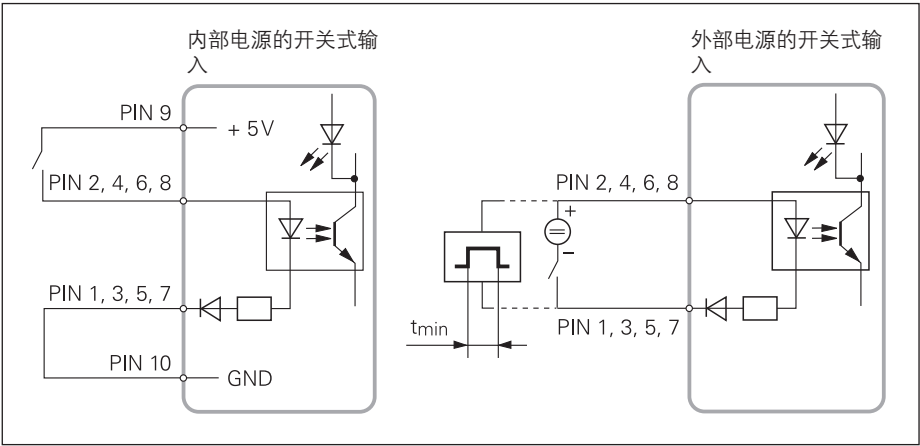 内部电源的开关式输
入
PIN 9
+ 5V
PIN 2, 4, 6, 8
PIN 1, 3, 5, 7
PIN 10
GND
外部电源的开关式输
入
PIN 2, 4, 6, 8
+
−
PIN 1, 3, 5, 7
tmin